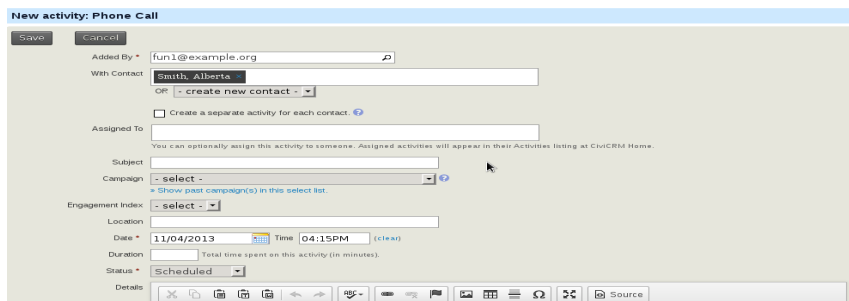 New activity: Phone Call
Save Cancel
Added By * fun1@example.org
With Contact Smith, Alberta ×
OR - create new contact -
Create a separate activity for each contact. ?
Assigned To
You can optionally assign this activity to someone. Assigned activities will appear in their Activities listing at CiviCRM Home.
Subject
Campaign - select - ?
» Show past campaign(s) in this select list.
Engagement Index - select -
Location
Date * 11/04/2013 Time 04:15PM (clear)
Duration Total time spent on this activity (in minutes).
Status * Scheduled
Details ABC Ω Source